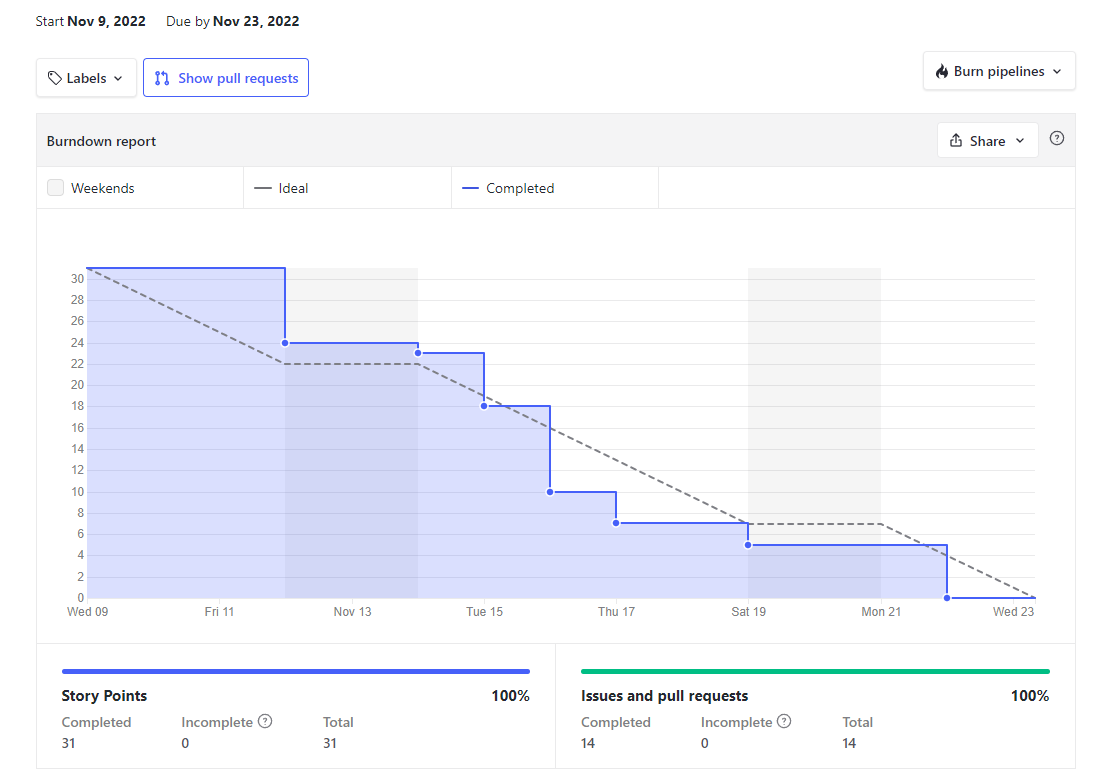 Start Nov 9, 2022 Due by Nov 23, 2022
Labels Show pull requests Burn pipelines
Burndown report Share ?
Weekends Ideal Completed
30
28
26
24
22
20
18
16
14
12
10
8
6
4
2
0
Wed 09 Fri 11 Nov 13 Tue 15 Thu 17 Sat 19 Mon 21 Wed 23
Story Points 100% Issues and pull requests 100%
Completed Incomplete ? Total Completed Incomplete ? Total
31 0 31 14 0 14